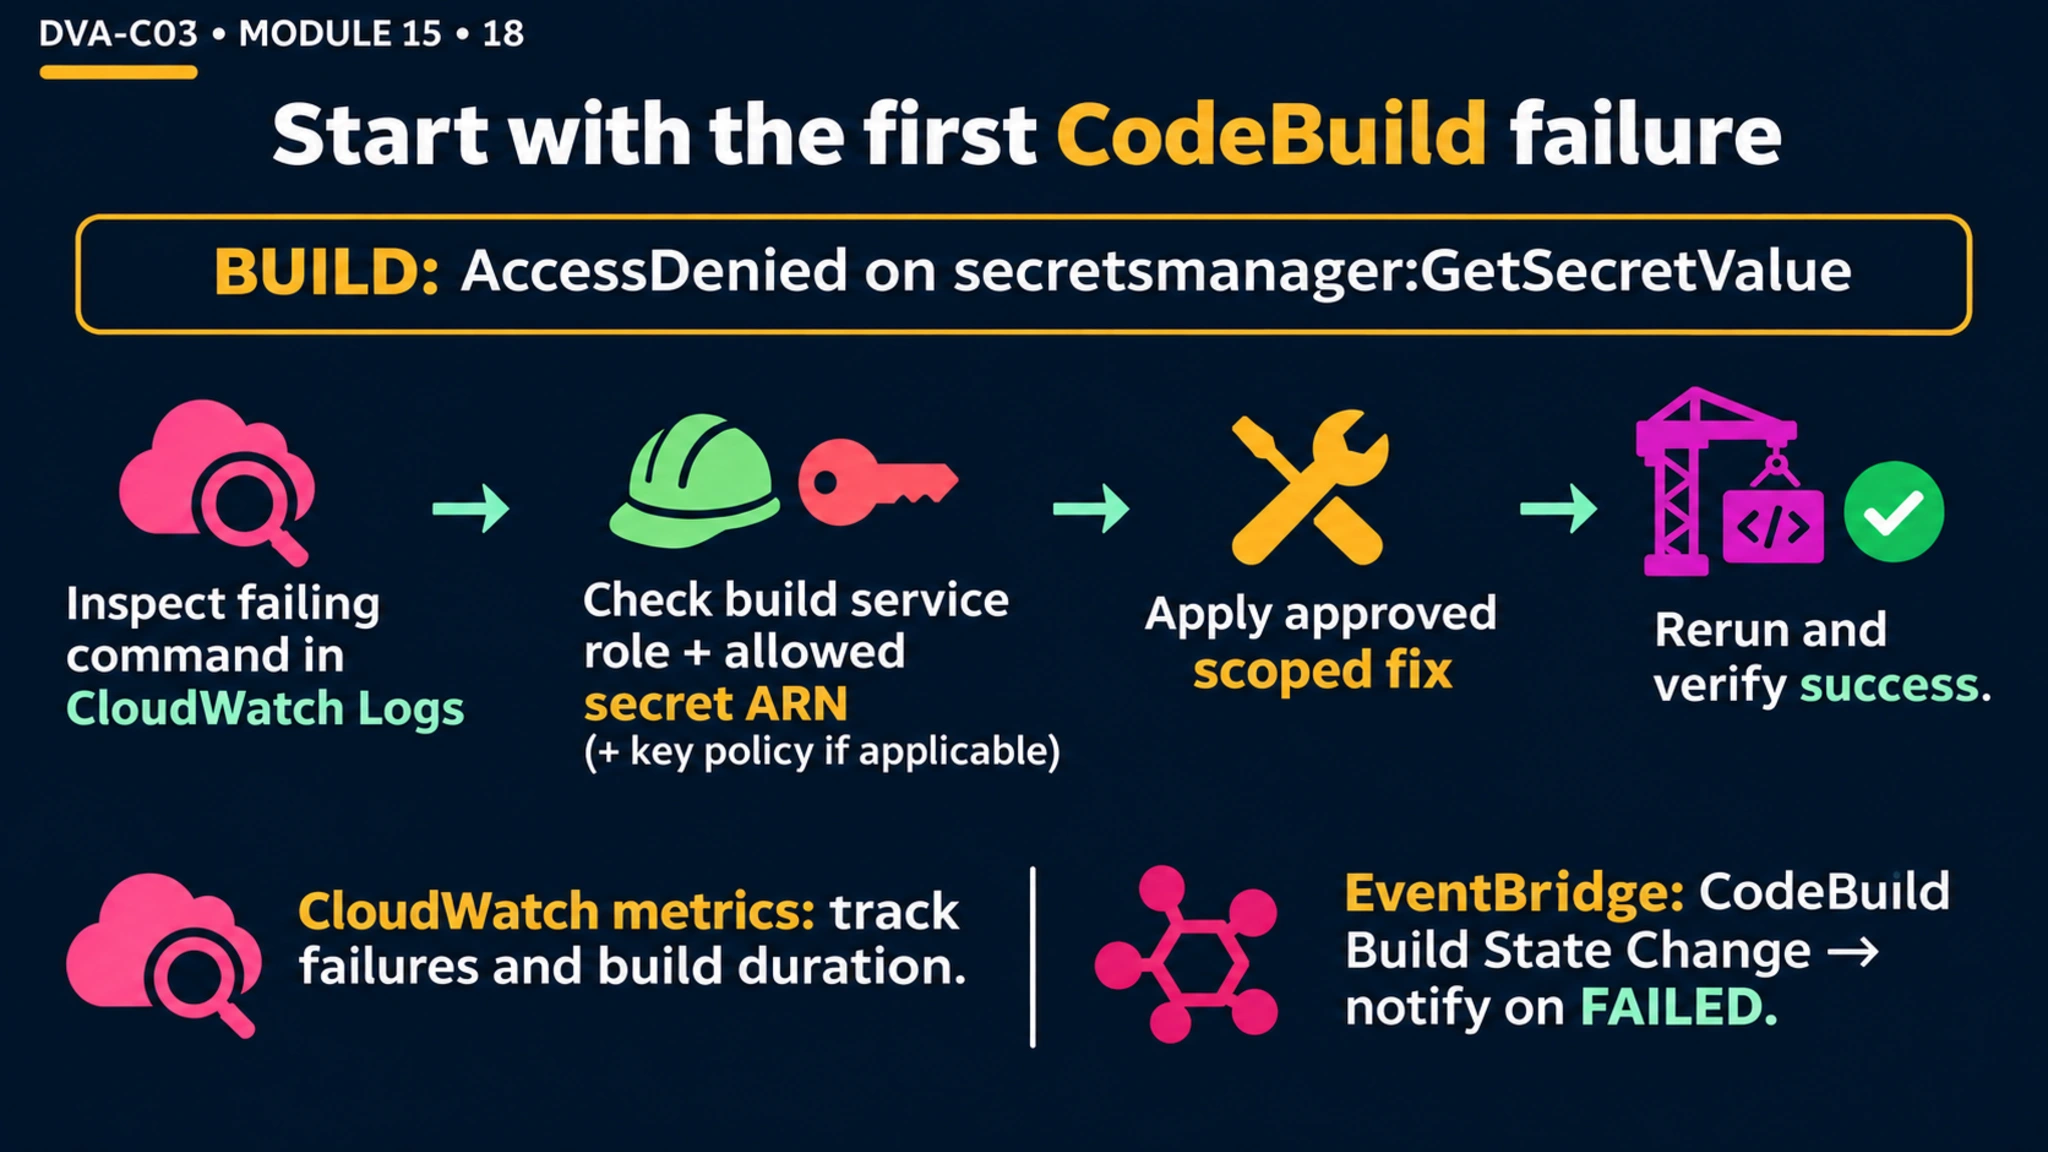 DVA-C03 • MODULE 15 • 18
Start with the first CodeBuild failure
BUILD: AccessDenied on secretsmanager:GetSecretValue
Inspect failing
command in
CloudWatch Logs
Check build service
role + allowed
secret ARN
(+ key policy if applicable)
Apply approved
scoped fix
</>
Rerun and
verify success.
CloudWatch metrics: track
failures and build duration.
EventBridge: CodeBuild
Build State Change →
notify on FAILED.